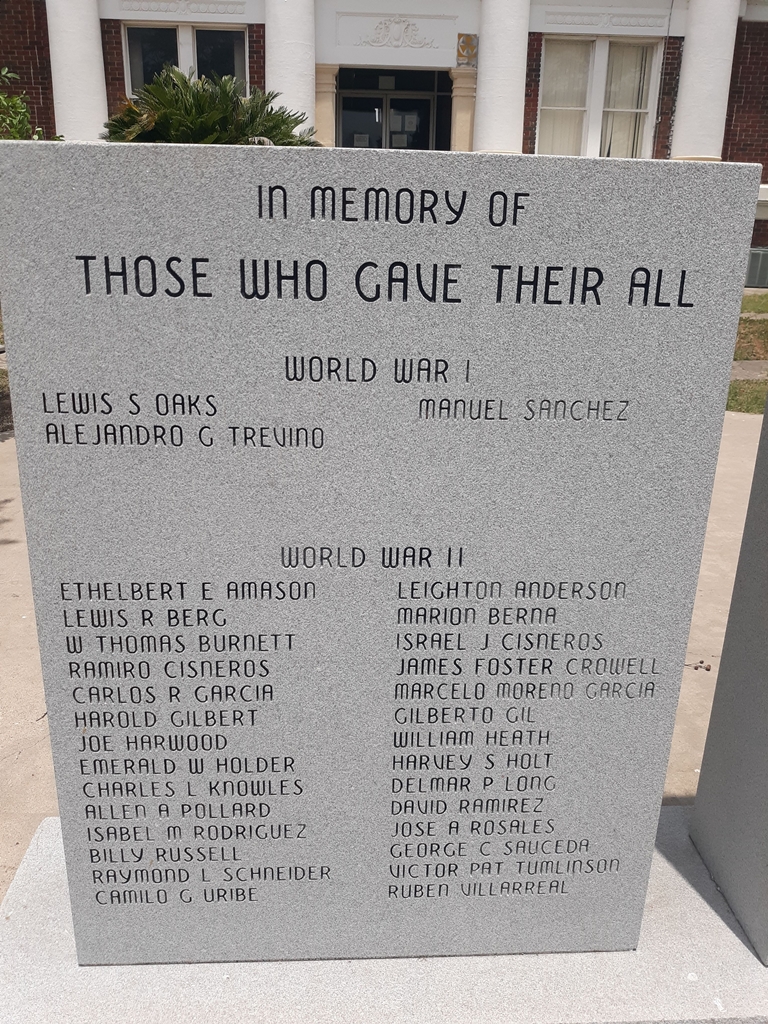 IN MEMORY OF
THOSE WHO GAVE THEIR ALL
WORLD WAR I
LEWIS S OAKS MANUEL SANCHEZ
ALEJANDRO G TREVINO
WORLD WAR II
ETHELBERT E AMASON LEIGHTON ANDERSON
LEWIS R BERG MARION BERNA
W THOMAS BURNETT ISRAEL J CISNEROS
RAMIRO CISNEROS JAMES FOSTER CROWELL
CARLOS R GARCIA MARCELO MORENO GARCIA
HAROLD GILBERT GILBERTO GIL
JOE HARWOOD WILLIAM HEATH
EMERALD W HOLDER HARVEY S HOLT
CHARLES L KNOWLES DELMAR P LONG
ALLEN A POLLARD DAVID RAMIREZ
ISABEL M RODRIGUEZ JOSE A ROSALES
BILLY RUSSELL GEORGE C SAUCEDA
RAYMOND L SCHNEIDER VICTOR PAT TUMLINSON
CAMILO G URIBE RUBEN VILLARREAL